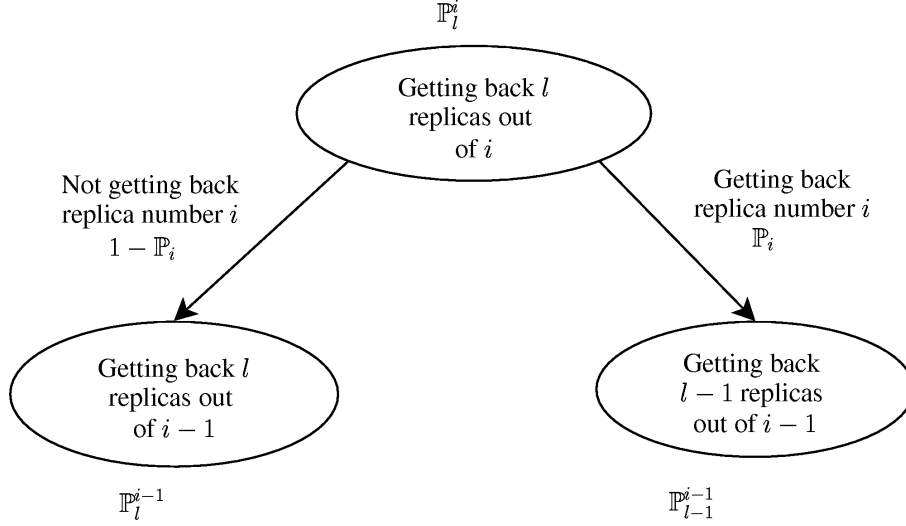 ℙ_l^i
Getting back l
replicas out
of i
Not getting back
replica number i
1 − ℙ_i
Getting back
replica number i
ℙ_i
Getting back l
replicas out
of i − 1
Getting back
l − 1 replicas
out of i − 1
ℙ_l^{i−1}
ℙ_{l−1}^{i−1}